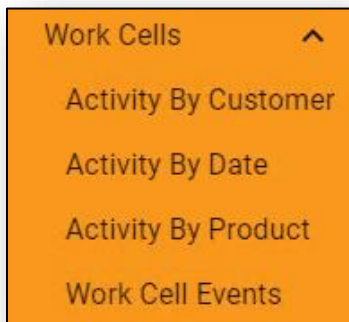 Work Cells
Activity By Customer
Activity By Date
Activity By Product
Work Cell Events